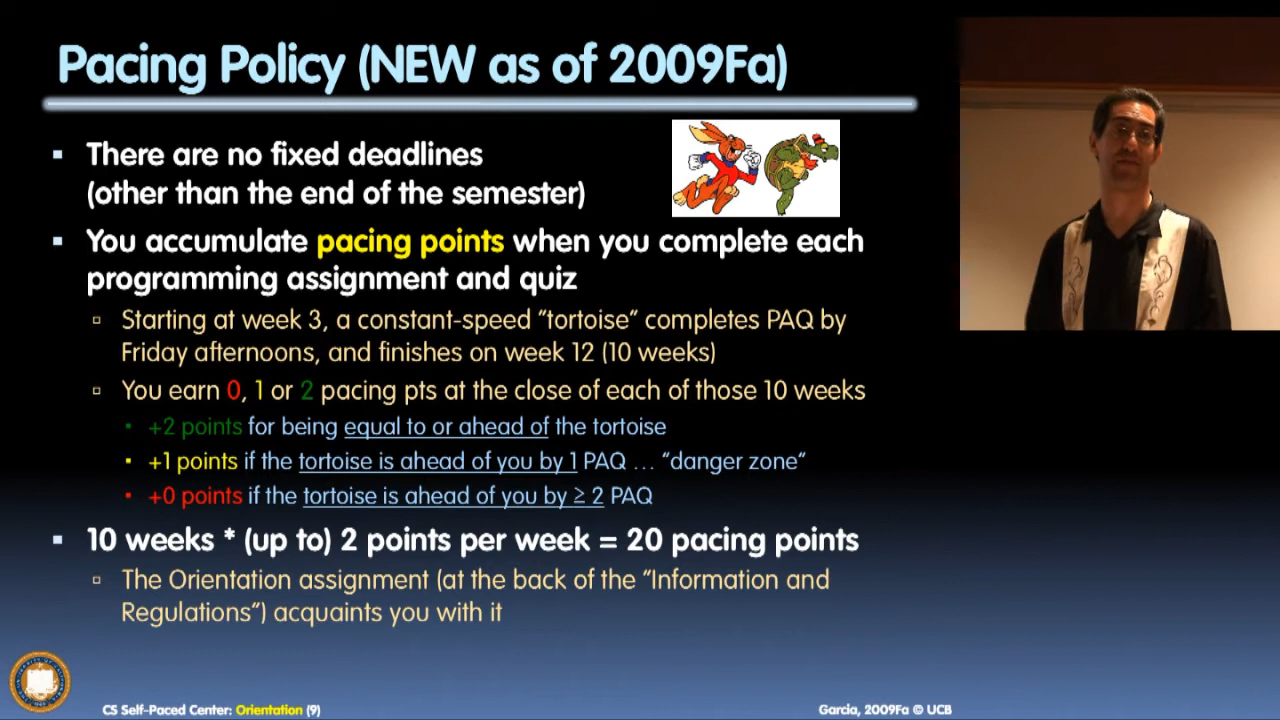 Pacing Policy (NEW as of 2009Fa)
▪ There are no fixed deadlines
(other than the end of the semester)
▪ You accumulate pacing points when you complete each
programming assignment and quiz
▫ Starting at week 3, a constant-speed “tortoise” completes PAQ by
Friday afternoons, and finishes on week 12 (10 weeks)
▫ You earn 0, 1 or 2 pacing pts at the close of each of those 10 weeks
▪ +2 points for being equal to or ahead of the tortoise
▪ +1 points if the tortoise is ahead of you by 1 PAQ … “danger zone“
▪ +0 points if the tortoise is ahead of you by ≥ 2 PAQ
▪ 10 weeks * (up to) 2 points per week = 20 pacing points
▫ The Orientation assignment (at the back of the “Information and
Regulations”) acquaints you with it
CS Self-Paced Center: Orientation (9)
Garcia, 2009Fa © UCB